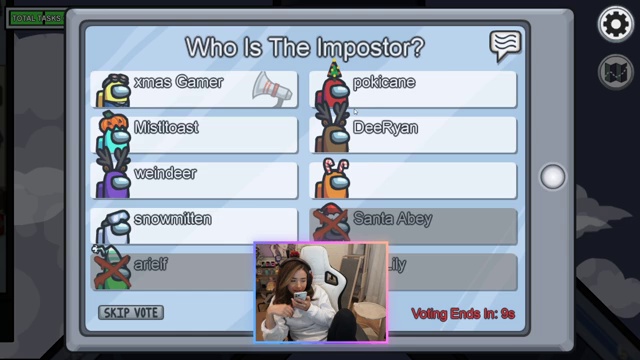 TOTAL TASKS
Who Is The Impostor?
xmas Gamer
pokicane
Mistltoast
DeeRyan
weindeer
snowmitten
Santa Abey
arielf
ily
SKIP VOTE
Voting Ends In: 9s